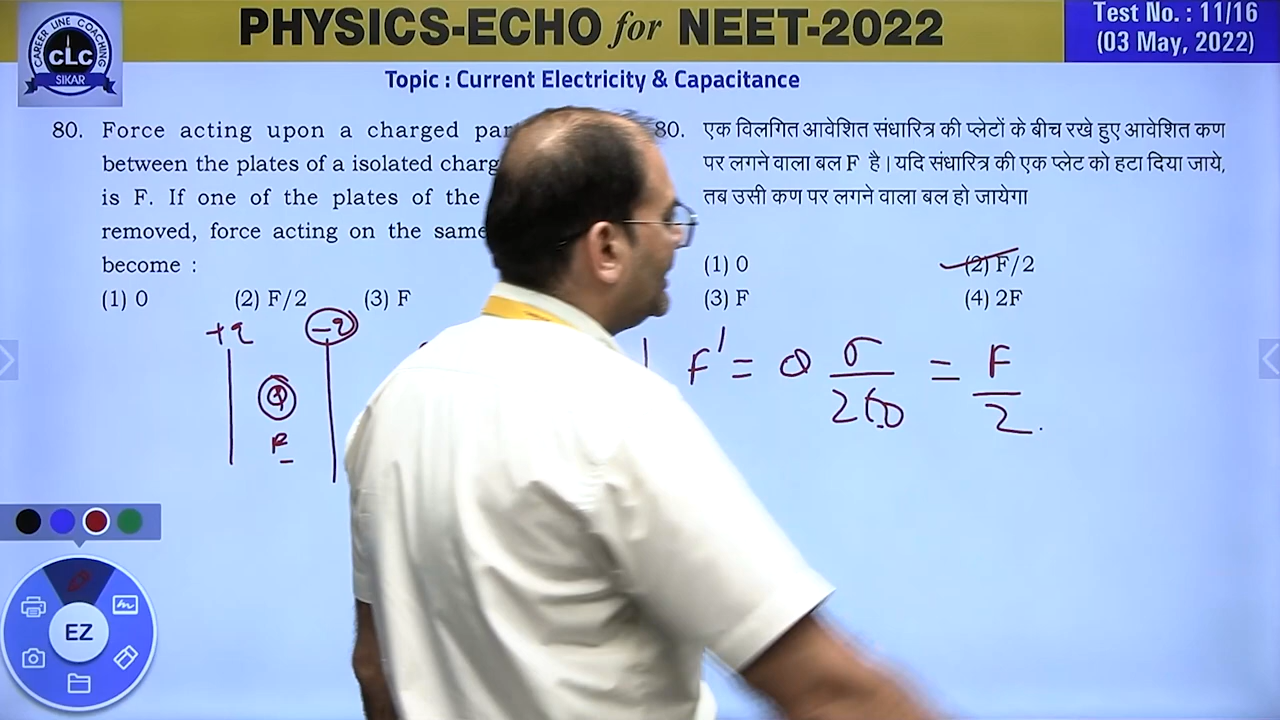 PHYSICS-ECHO for NEET-2022
Test No. : 11/16
(03 May, 2022)
CAREER LINE COACHING
CLC
SIKAR
Topic : Current Electricity & Capacitance
80. Force acting upon a charged
between the plates of a isolated
is F. If one of the plates of the
removed, force acting on the same
become :
(1) 0 (2) F/2 (3) F
80. एक विलगित आवेशित संधारित्र की प्लेटों के बीच रखे हुए आवेशित कण
पर लगने वाला बल F है। यदि संधारित्र की एक प्लेट को हटा दिया जाये,
तब उसी कण पर लगने वाला बल हो जायेगा
(1) 0 (2) F/2
(3) F (4) 2F
+q -q
F
F' = Q σ/2ε0 = F/2
EZ